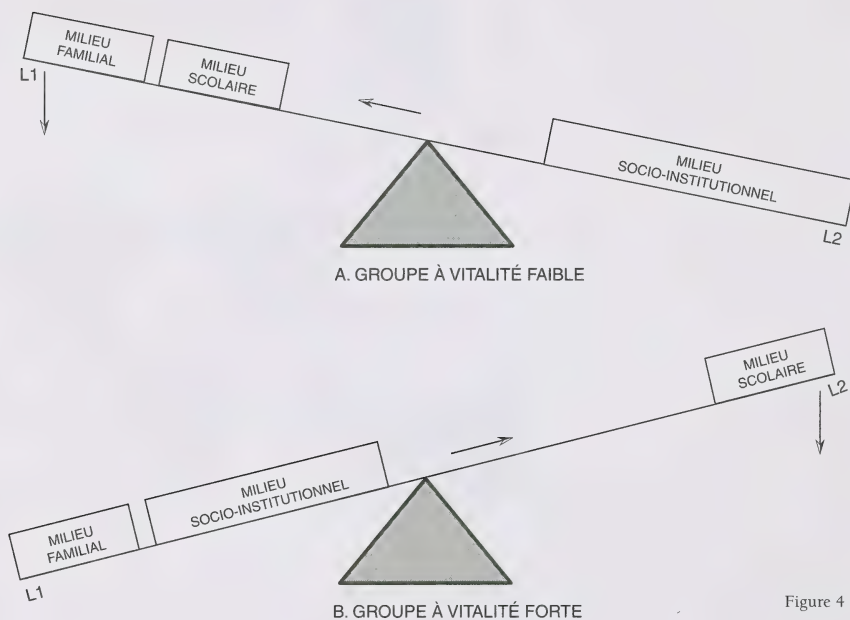 MILIEU
FAMILIAL
MILIEU
SCOLAIRE
L1
MILIEU
SOCIO-INSTITUTIONNEL
L2
A. GROUPE À VITALITÉ FAIBLE
MILIEU
SCOLAIRE
L2
MILIEU
SOCIO-INSTITUTIONNEL
MILIEU
FAMILIAL
L1
B. GROUPE À VITALITÉ FORTE
Figure 4